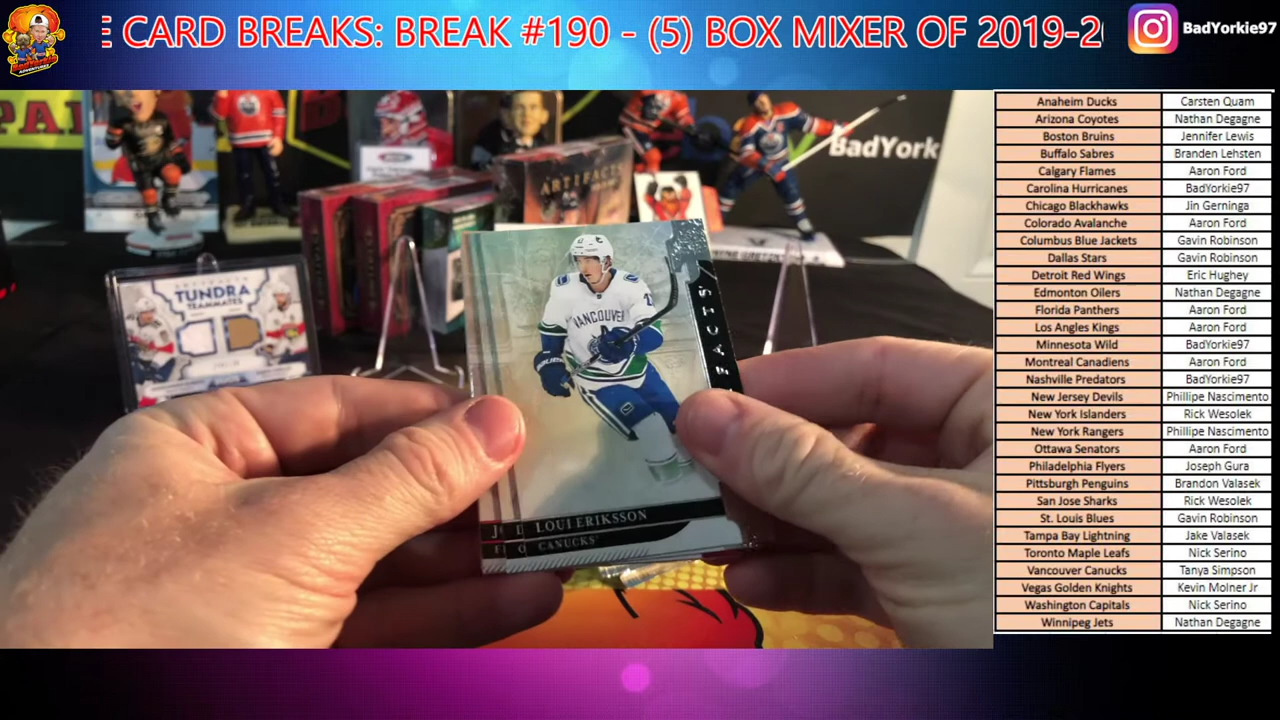 E CARD BREAKS: BREAK #190 - (5) BOX MIXER OF 2019-2
BadYorkie97
BadYorkie
ADVENTURES
PA
BadYork
ARTIFACTS
TUNDRA
TEAMMATES
VANCOUVER
FACTS
LOUI ERIKSSON
CANUCKS
Anaheim Ducks Carsten Quam
Arizona Coyotes Nathan Degagne
Boston Bruins Jennifer Lewis
Buffalo Sabres Branden Lehsten
Calgary Flames Aaron Ford
Carolina Hurricanes BadYorkie97
Chicago Blackhawks Jin Gerninga
Colorado Avalanche Aaron Ford
Columbus Blue Jackets Gavin Robinson
Dallas Stars Gavin Robinson
Detroit Red Wings Eric Hughey
Edmonton Oilers Nathan Degagne
Florida Panthers Aaron Ford
Los Angles Kings Aaron Ford
Minnesota Wild BadYorkie97
Montreal Canadiens Aaron Ford
Nashville Predators BadYorkie97
New Jersey Devils Phillipe Nascimento
New York Islanders Rick Wesolek
New York Rangers Phillipe Nascimento
Ottawa Senators Aaron Ford
Philadelphia Flyers Joseph Gura
Pittsburgh Penguins Brandon Valasek
San Jose Sharks Rick Wesolek
St. Louis Blues Gavin Robinson
Tampa Bay Lightning Jake Valasek
Toronto Maple Leafs Nick Serino
Vancouver Canucks Tanya Simpson
Vegas Golden Knights Kevin Molner Jr
Washington Capitals Nick Serino
Winnipeg Jets Nathan Degagne